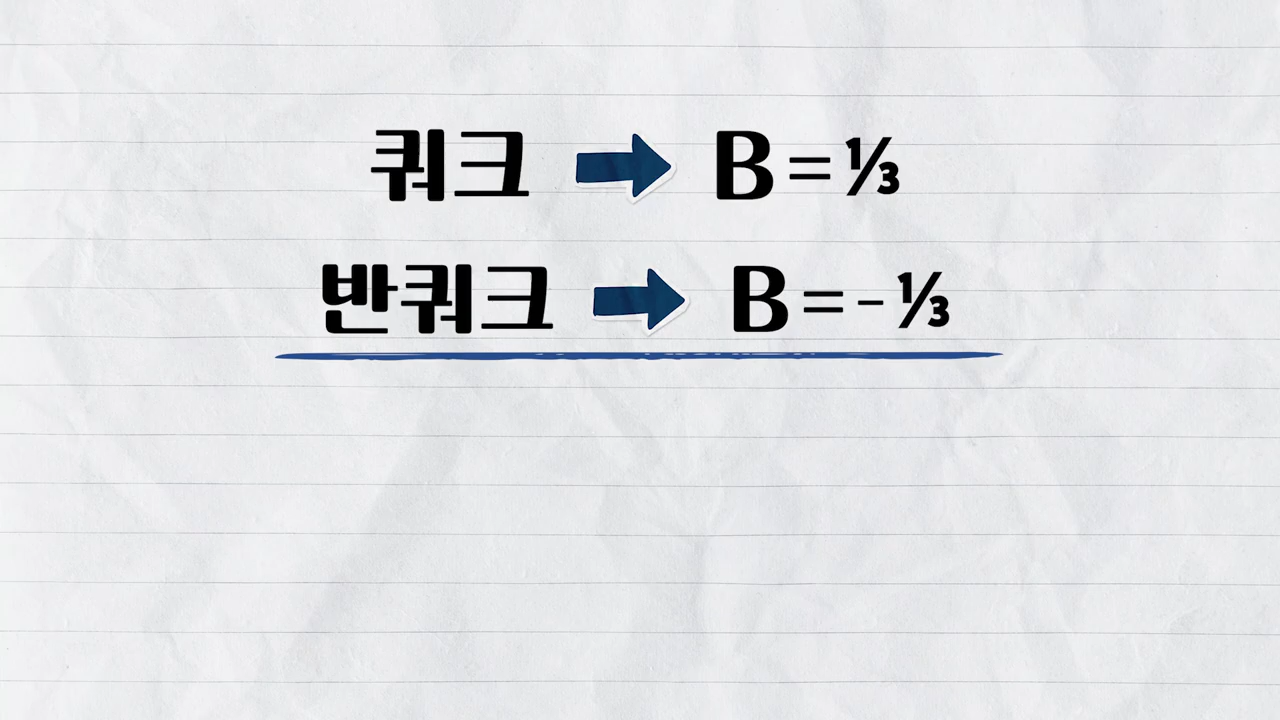 쿼크 ➡ B = ⅓
반쿼크 ➡ B = - ⅓